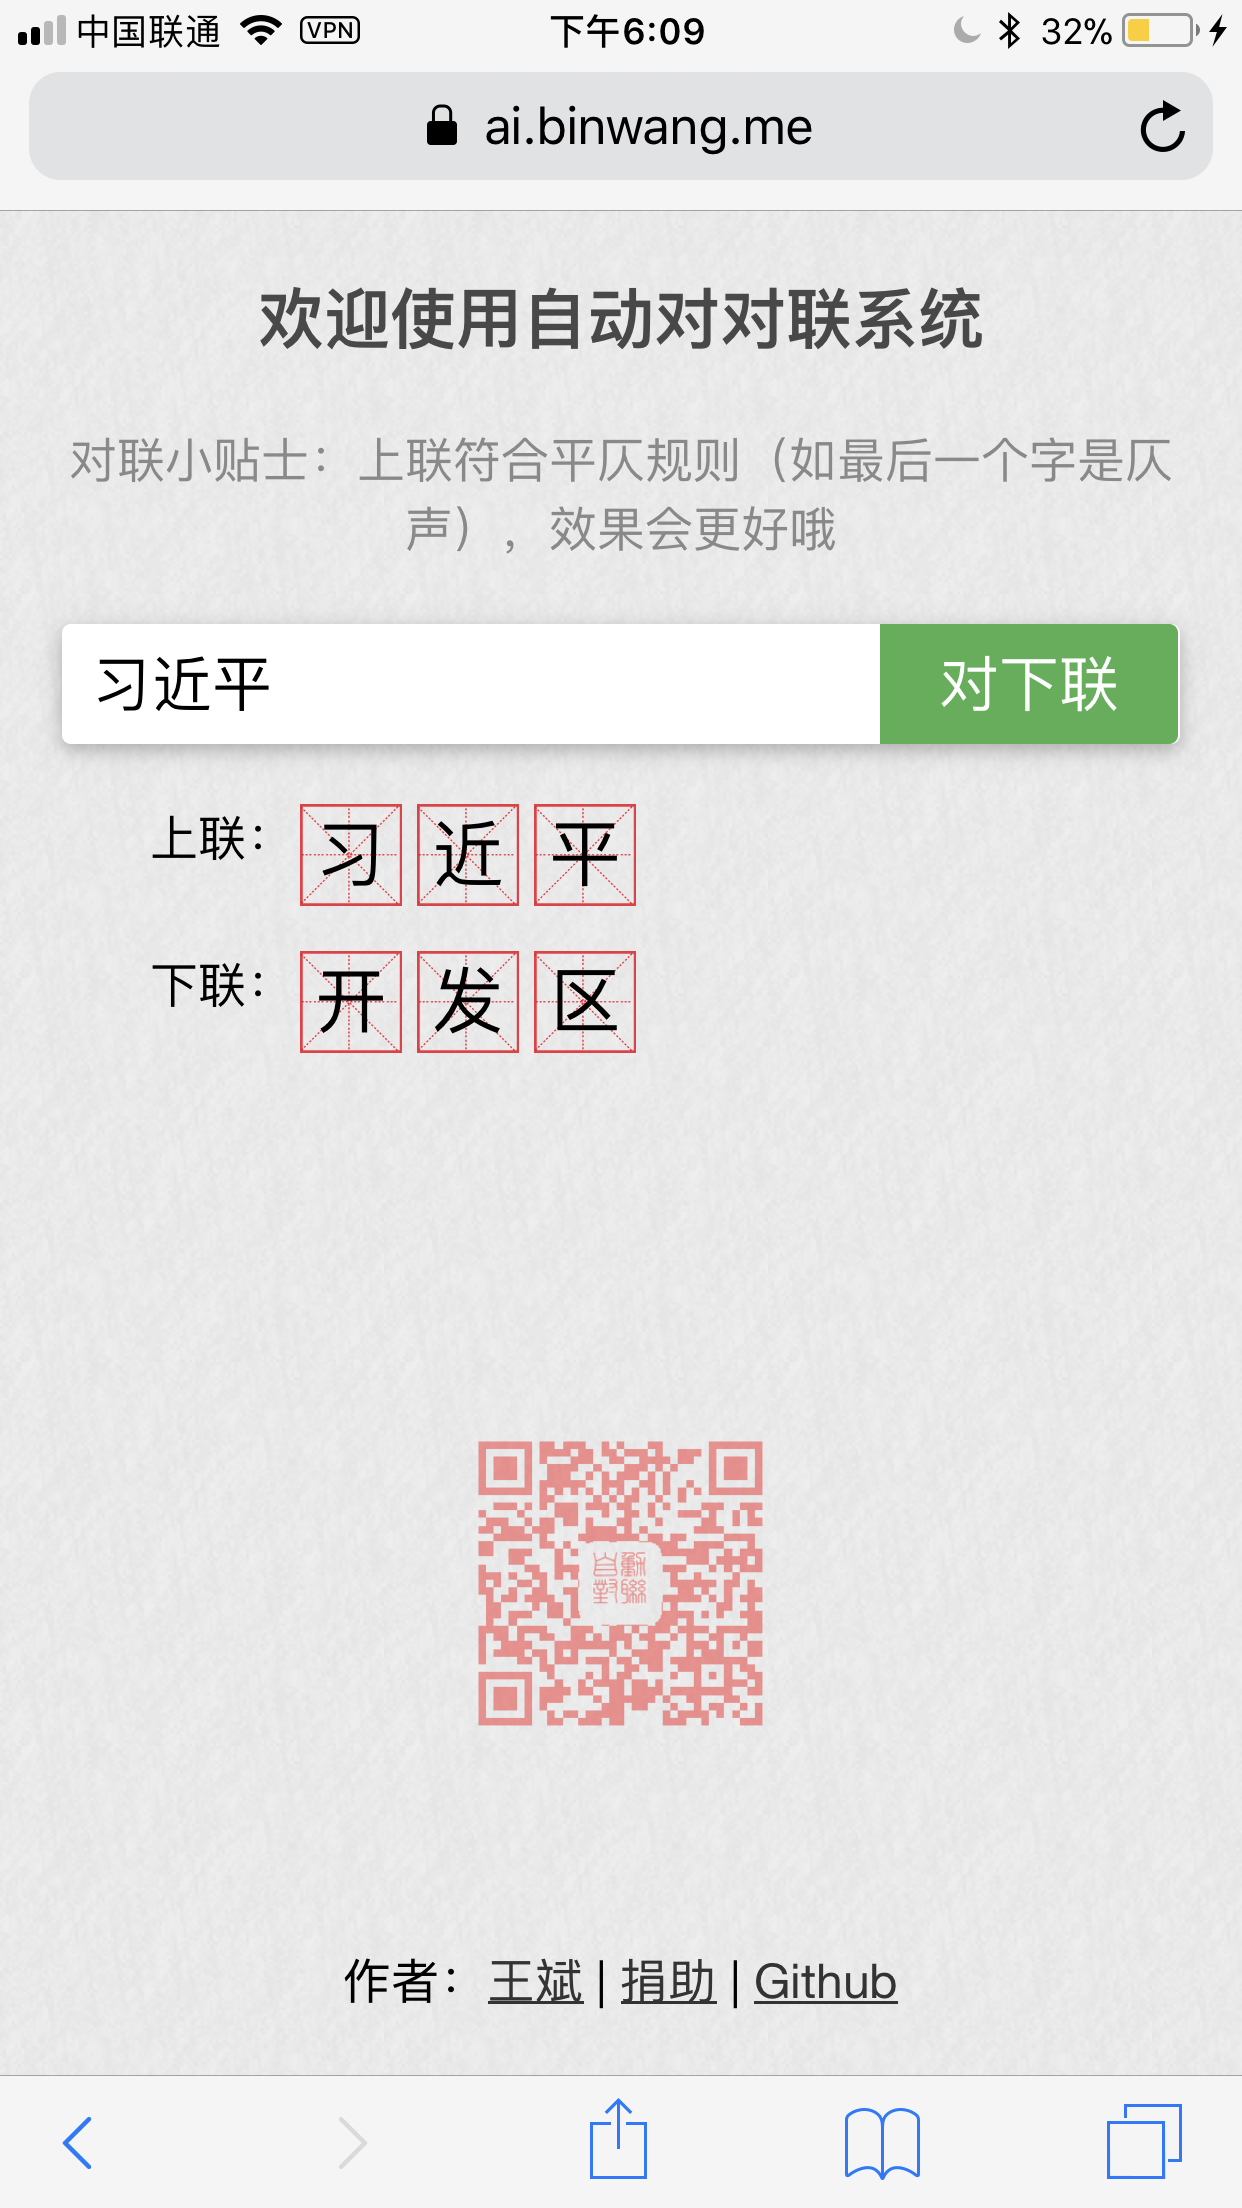 中国联通 VPN 下午6:09 32%
ai.binwang.me
欢迎使用自动对对联系统
对联小贴士：上联符合平仄规则（如最后一个字是仄
声），效果会更好哦
习近平 对下联
上联： 习近平
下联： 开发区
自動
對聯
作者：王斌 | 捐助 | Github